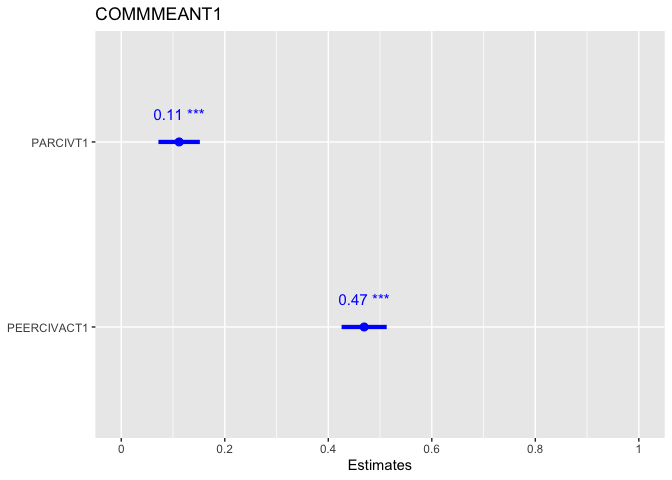 COMMMEANT1
0.11 ***
PARCIVT1
0.47 ***
PEERCIVACT1
0 0.2 0.4 0.6 0.8 1
Estimates